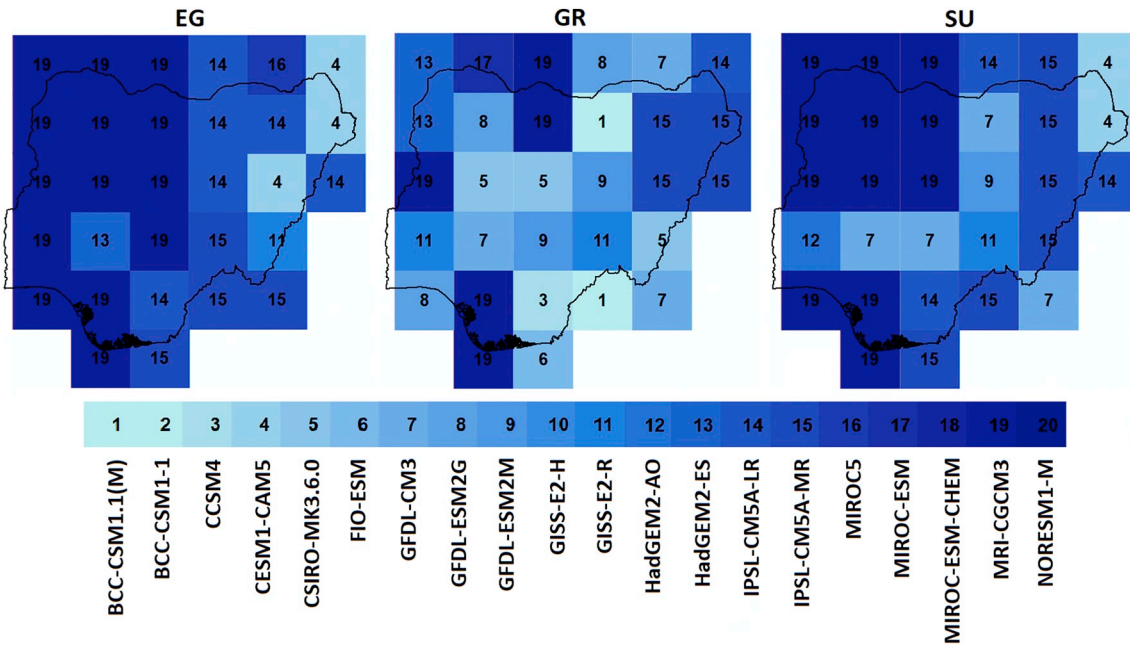 EG GR SU
19 19 19 14 16 4 13 17 19 8 7 14 19 19 19 14 15 4
19 19 19 14 14 4 13 8 19 1 15 15 19 19 19 7 15 4
19 19 19 14 4 14 19 5 5 9 15 15 19 19 19 9 15 14
19 13 19 15 11 11 7 9 11 5 12 7 7 11 15
19 19 14 15 15 8 19 3 1 7 19 19 14 15 7
19 15 19 6 19 15
1 2 3 4 5 6 7 8 9 10 11 12 13 14 15 16 17 18 19 20
BCC-CSM1.1(M)
BCC-CSM1-1
CCSM4
CESM1-CAM5
CSIRO-MK3.6.0
FIO-ESM
GFDL-CM3
GFDL-ESM2G
GFDL-ESM2M
GISS-E2-H
GISS-E2-R
HadGEM2-AO
HadGEM2-ES
IPSL-CM5A-LR
IPSL-CM5A-MR
MIROC5
MIROC-ESM
MIROC-ESM-CHEM
MRI-CGCM3
NORESM1-M